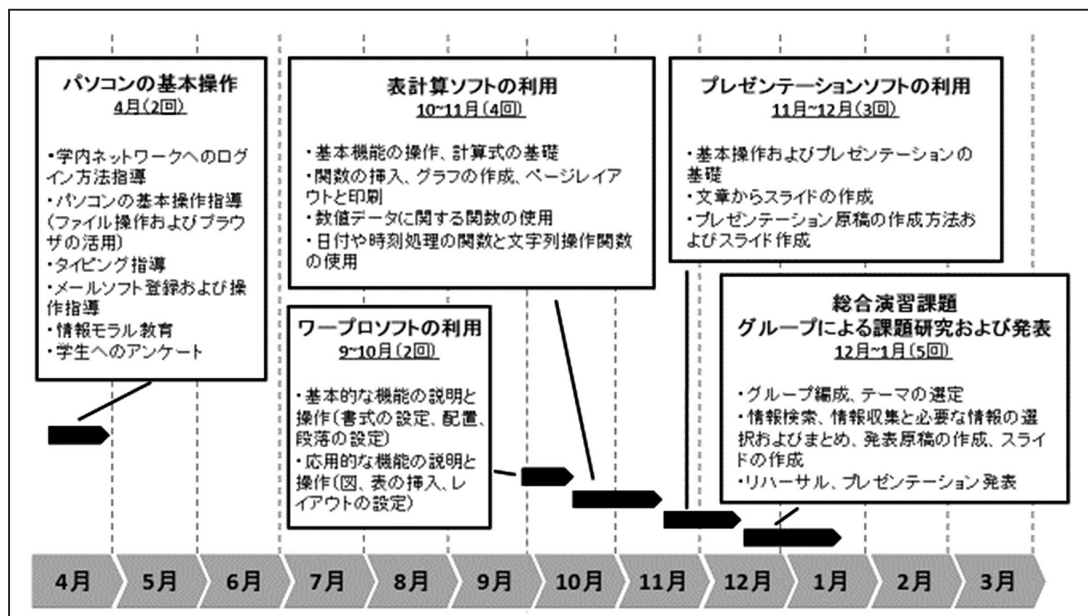 パソコンの基本操作
4月(2回)
・学内ネットワークへのログ
イン方法指導
・パソコンの基本操作指導
(ファイル操作およびブラウ
ザの活用)
・タイピング指導
・メールソフト登録および操
作指導
・情報モラル教育
・学生へのアンケート
表計算ソフトの利用
10~11月(4回)
・基本機能の操作、計算式の基礎
・関数の挿入、グラフの作成、ページレイア
ウトと印刷
・数値データに関する関数の使用
・日付や時刻処理の関数と文字列操作関数
の使用
ワープロソフトの利用
9~10月(2回)
・基本的な機能の説明と
操作(書式の設定、配置、
段落の設定)
・応用的な機能の説明と
操作(図、表の挿入、レ
イアウトの設定)
プレゼンテーションソフトの利用
11月~12月(3回)
・基本操作およびプレゼンテーションの
基礎
・文章からスライドの作成
・プレゼンテーション原稿の作成方法お
よびスライド作成
総合演習課題
グループによる課題研究および発表
12月~1月(5回)
・グループ編成、テーマの選定
・情報検索、情報収集と必要な情報の選
択およびまとめ、発表原稿の作成、スライ
ドの作成
・リハーサル、プレゼンテーション発表
4月 5月 6月 7月 8月 9月 10月 11月 12月 1月 2月 3月